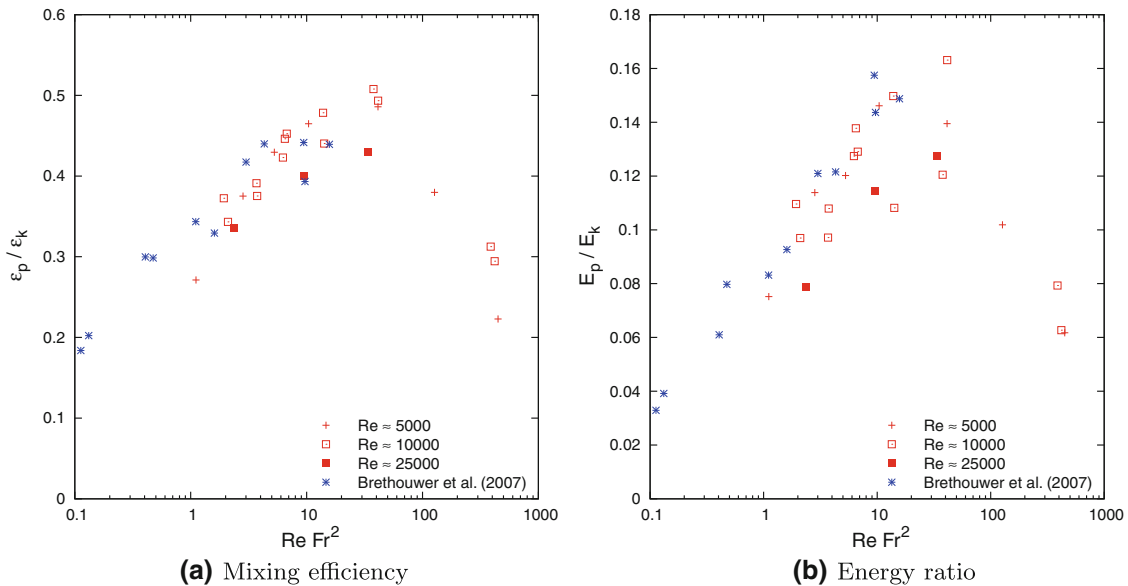 0.6
0.5
0.4
0.3
0.2
0.1
0
ε_p / ε_k
Re ≈ 5000
Re ≈ 10000
Re ≈ 25000
Brethouwer et al. (2007)
0.1 1 10 100 1000
Re Fr²
(a) Mixing efficiency
0.18
0.16
0.14
0.12
0.1
0.08
0.06
0.04
0.02
0
E_p / E_k
Re ≈ 5000
Re ≈ 10000
Re ≈ 25000
Brethouwer et al. (2007)
0.1 1 10 100 1000
Re Fr²
(b) Energy ratio